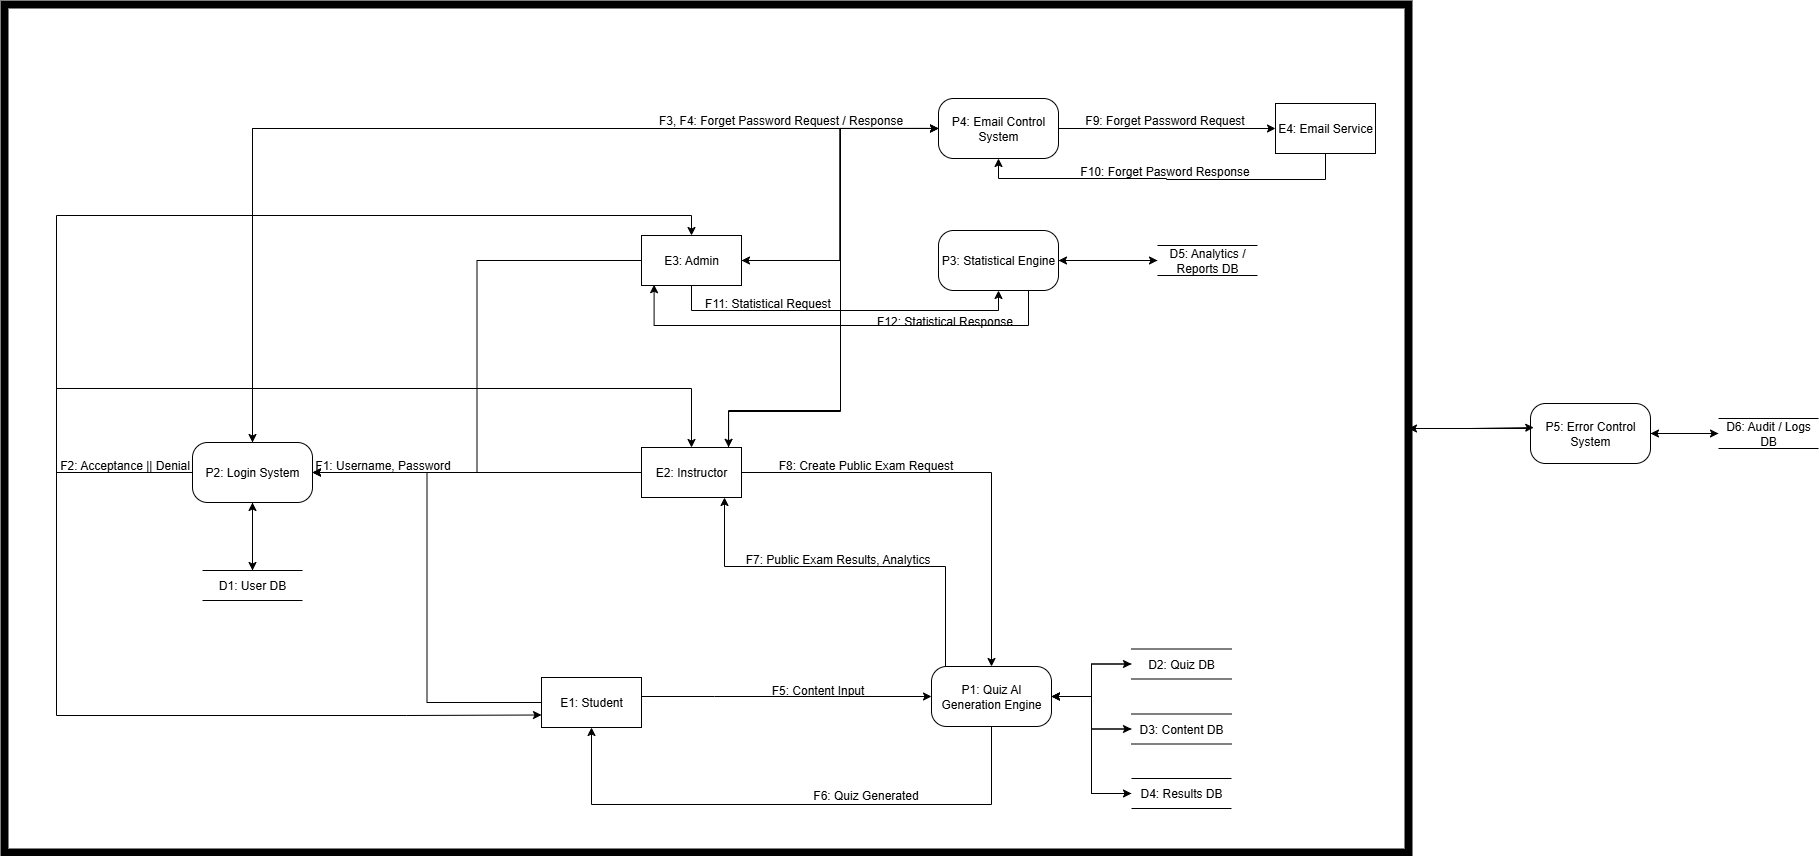 F3, F4: Forget Password Request / Response
P4: Email Control
System
F9: Forget Password Request
E4: Email Service
F10: Forget Pasword Response
E3: Admin
P3: Statistical Engine
D5: Analytics /
Reports DB
F11: Statistical Request
F12: Statistical Response
P5: Error Control
System
D6: Audit / Logs
DB
F2: Acceptance || Denial
P2: Login System
F1: Username, Password
E2: Instructor
F8: Create Public Exam Request
F7: Public Exam Results, Analytics
D1: User DB
E1: Student
F5: Content Input
P1: Quiz AI
Generation Engine
D2: Quiz DB
D3: Content DB
D4: Results DB
F6: Quiz Generated